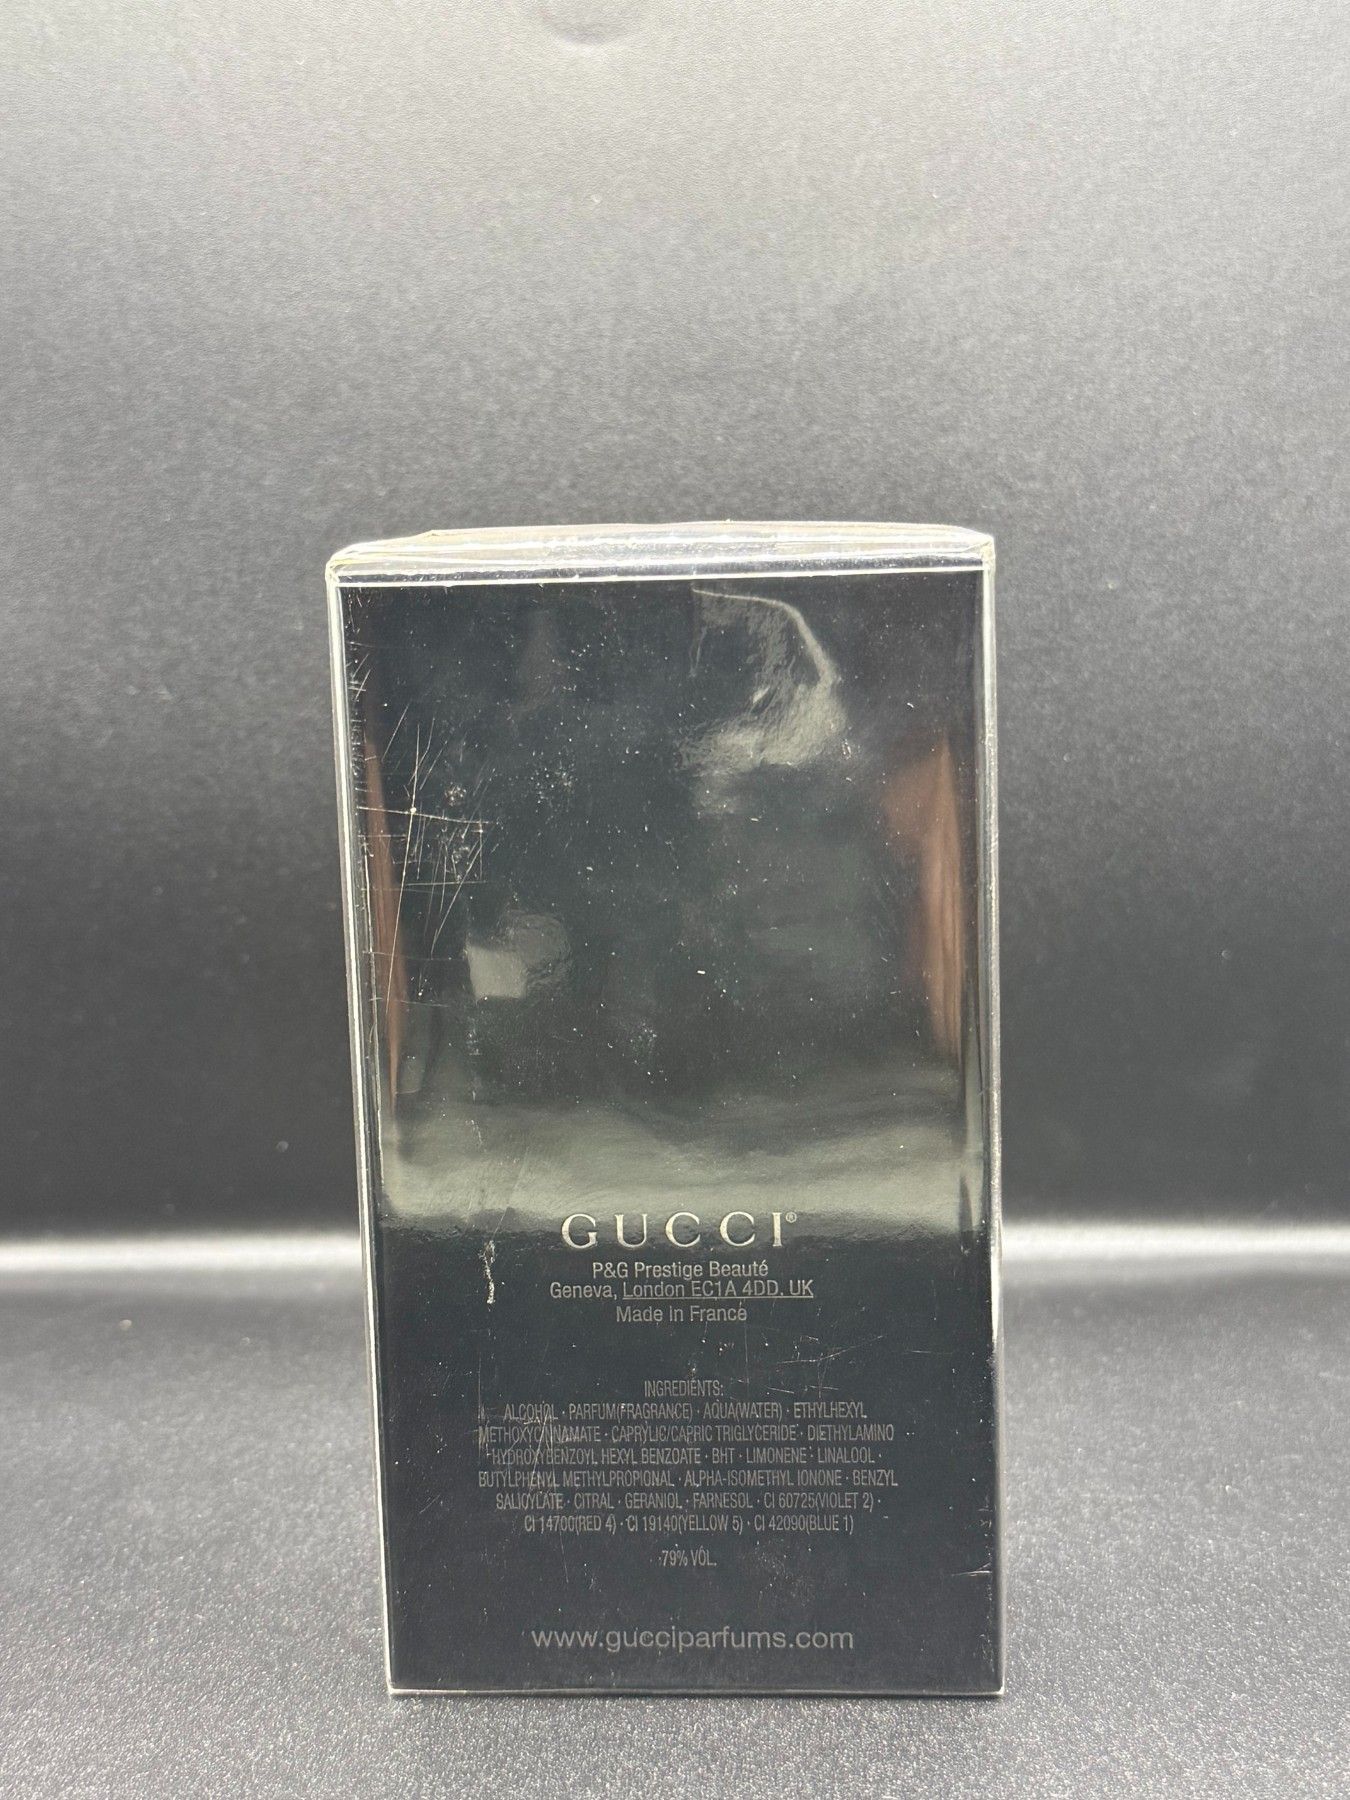 GUCCI®
P&G Prestige Beauté
Geneva, London EC1A 4DD. UK
Made in France
INGREDIENTS:
ALCOHOL · PARFUM(FRAGRANCE) · AQUA(WATER) · ETHYLHEXYL
METHOXYCINNAMATE · CAPRYLIC/CAPRIC TRIGLYCERIDE · DIETHYLAMINO
HYDROXYBENZOYL HEXYL BENZOATE · BHT · LIMONENE · LINALOOL ·
BUTYLPHENYL METHYLPROPIONAL · ALPHA-ISOMETHYL IONONE · BENZYL
SALICYLATE · CITRAL · GERANIOL · FARNESOL · CI 60725(VIOLET 2) ·
CI 14700(RED 4) · CI 19140(YELLOW 5) · CI 42090(BLUE 1)
79% VOL.
www.gucciparfums.com